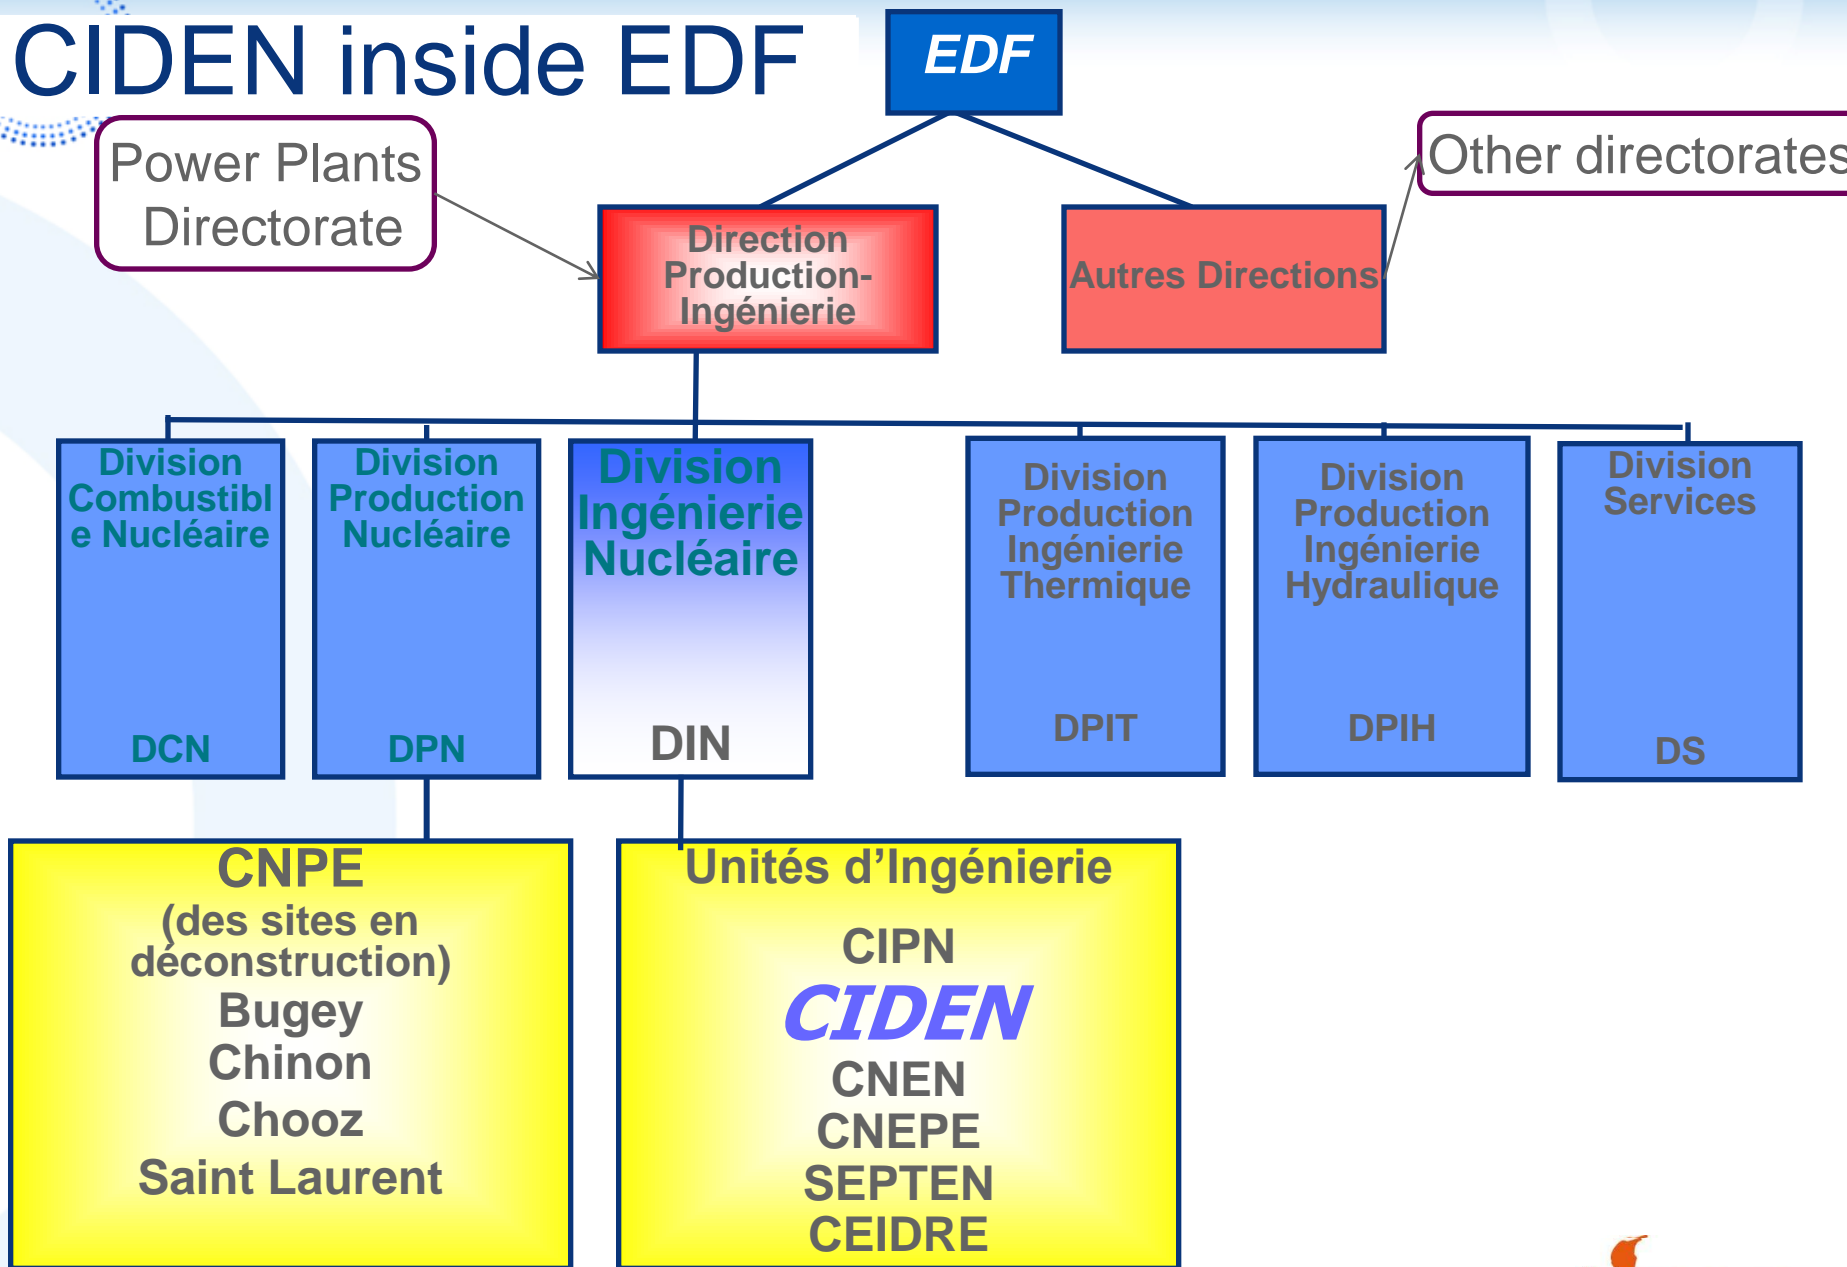 CIDEN inside EDF
EDF
Power Plants
Directorate
Other directorates
Direction
Production-
Ingénierie
Autres Directions
Division
Combustibl
e Nucléaire
DCN
Division
Production
Nucléaire
DPN
Division
Ingénierie
Nucléaire
DIN
Division
Production
Ingénierie
Thermique
DPIT
Division
Production
Ingénierie
Hydraulique
DPIH
Division
Services
DS
CNPE
(des sites en
déconstruction)
Bugey
Chinon
Chooz
Saint Laurent
Unités d’Ingénierie
CIPN
CIDEN
CNEN
CNEPE
SEPTEN
CEIDRE